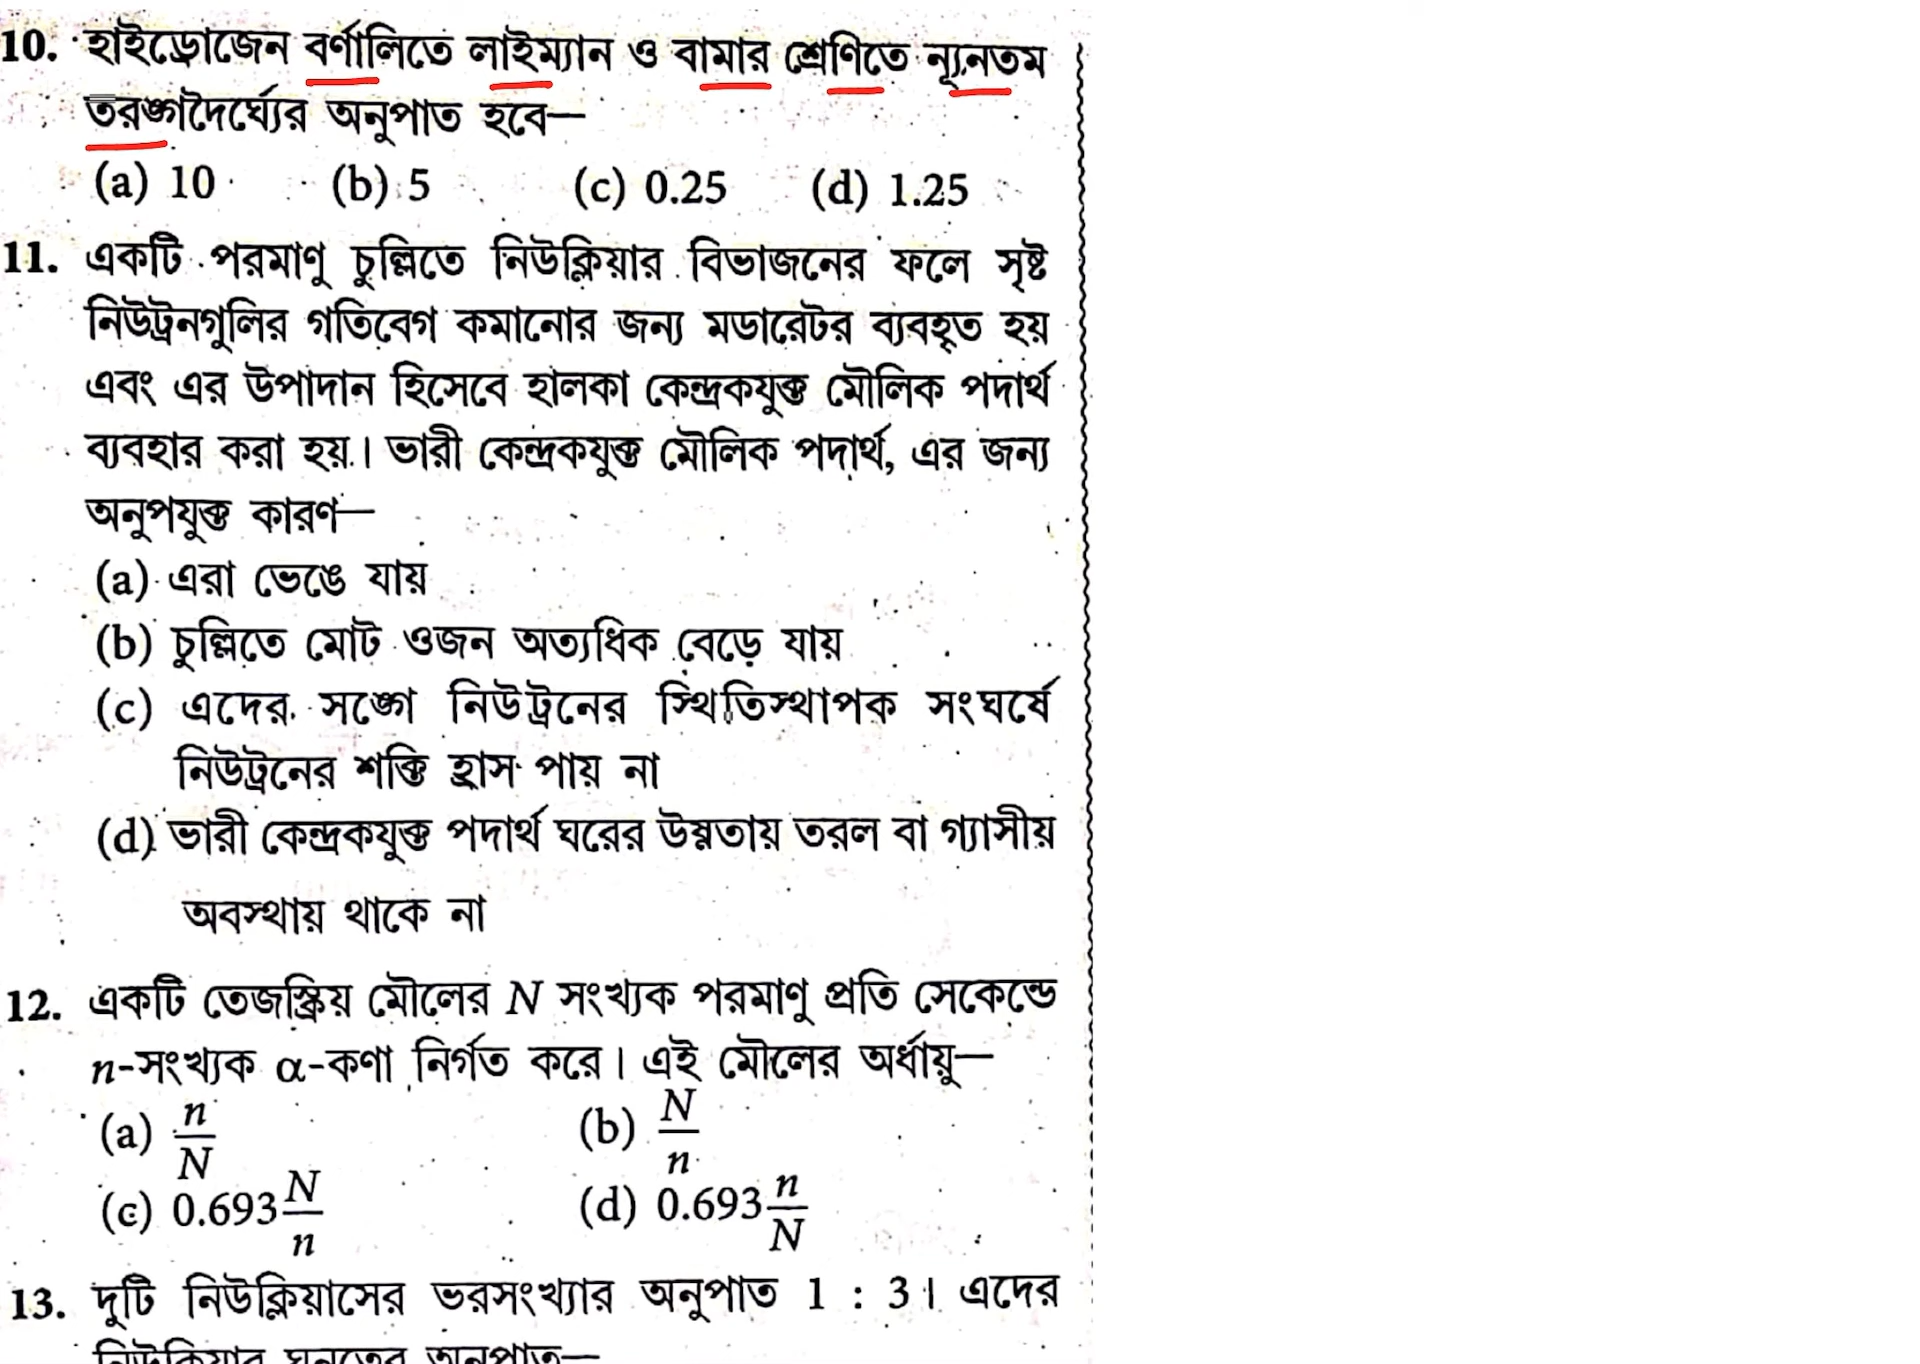 10. হাইড্রোজেন বর্ণালিতে লাইম্যান ও বামার শ্রেণিতে ন্যূনতম
তরঙ্গদৈর্ঘ্যের অনুপাত হবে—
(a) 10 (b) 5 (c) 0.25 (d) 1.25
11. একটি পরমাণু চুল্লিতে নিউক্লিয়ার বিভাজনের ফলে সৃষ্ট
নিউট্রনগুলির গতিবেগ কমানোর জন্য মডারেটর ব্যবহৃত হয়
এবং এর উপাদান হিসেবে হালকা কেন্দ্রকযুক্ত মৌলিক পদার্থ
ব্যবহার করা হয়। ভারী কেন্দ্রকযুক্ত মৌলিক পদার্থ, এর জন্য
অনুপযুক্ত কারণ—
(a) এরা ভেঙে যায়
(b) চুল্লিতে মোট ওজন অত্যধিক বেড়ে যায়
(c) এদের সঙ্গে নিউট্রনের স্থিতিস্থাপক সংঘর্ষে
নিউট্রনের শক্তি হ্রাস পায় না
(d) ভারী কেন্দ্রকযুক্ত পদার্থ ঘরের উষ্ণতায় তরল বা গ্যাসীয়
অবস্থায় থাকে না
12. একটি তেজস্ক্রিয় মৌলের N সংখ্যক পরমাণু প্রতি সেকেন্ডে
n-সংখ্যক α-কণা নির্গত করে। এই মৌলের অর্ধায়ু—
(a) n/N (b) N/n
(c) 0.693 N/n (d) 0.693 n/N
13. দুটি নিউক্লিয়াসের ভরসংখ্যার অনুপাত 1 : 3। এদের
নিউক্লিয়ার ঘনত্বের অনুপাত—